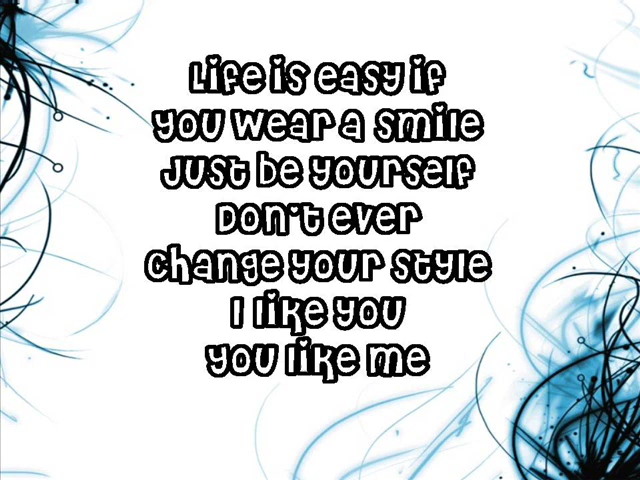 Life is easy if
you wear a smile
Just be yourself
Don't ever
change your style
I like you
you like me